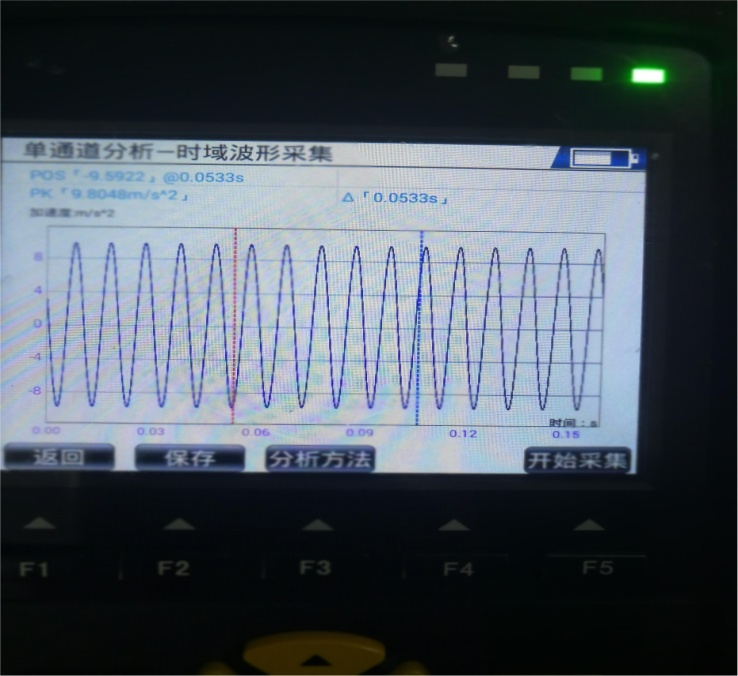 单通道分析-时域波形采集
POS「-9.5922」@0.0533s
PK「9.8048m/s^2」
Δ「0.0533s」
加速度:m/s^2
8
4
0
-4
-8
时间:s
0.00 0.03 0.06 0.09 0.12 0.15
返回 保存 分析方法 开始采集
F1 F2 F3 F4 F5